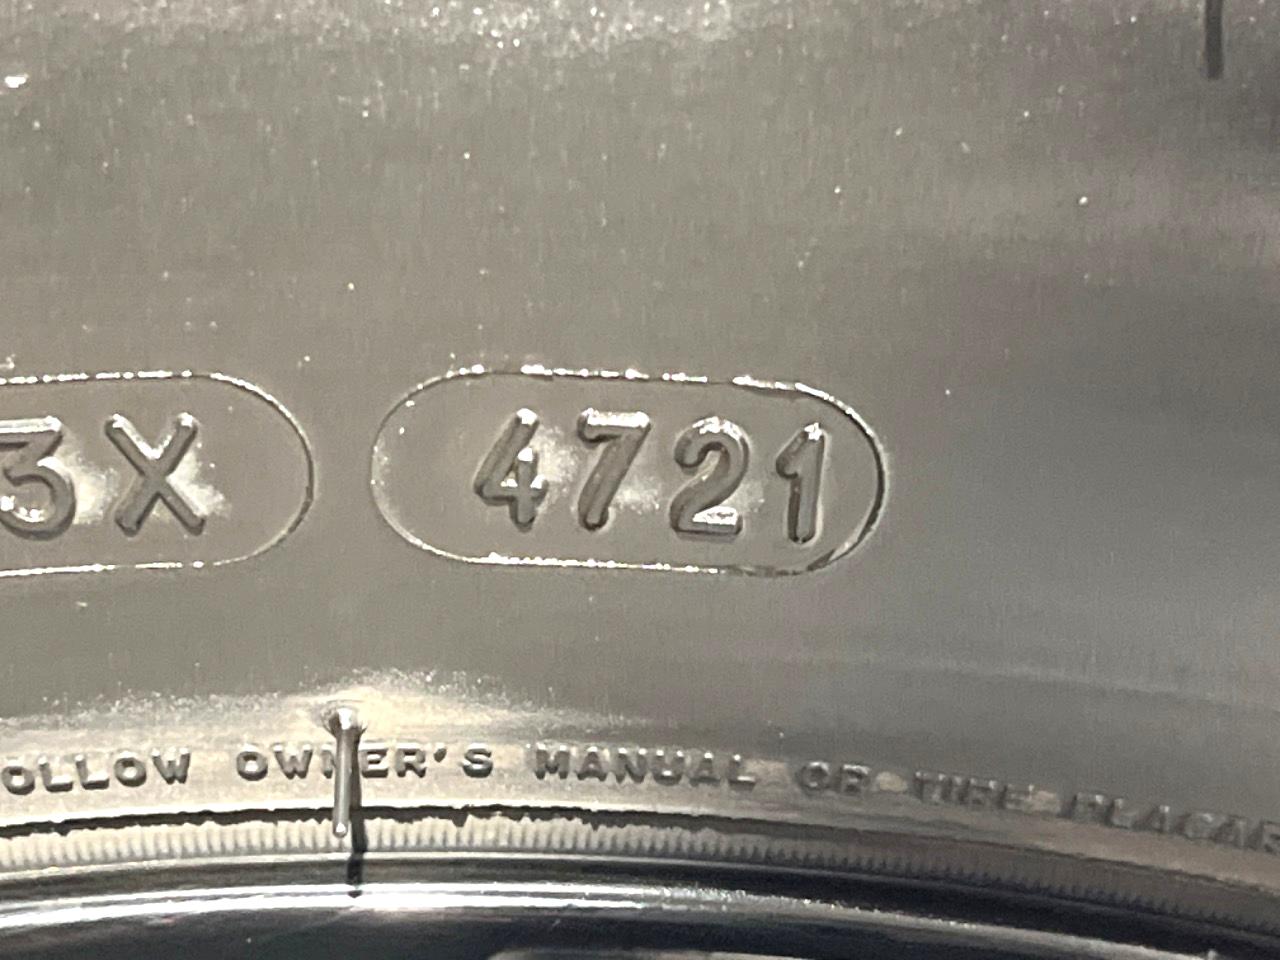 3X 4721
OLLOW OWNER'S MANUAL OR TIRE PLACAR